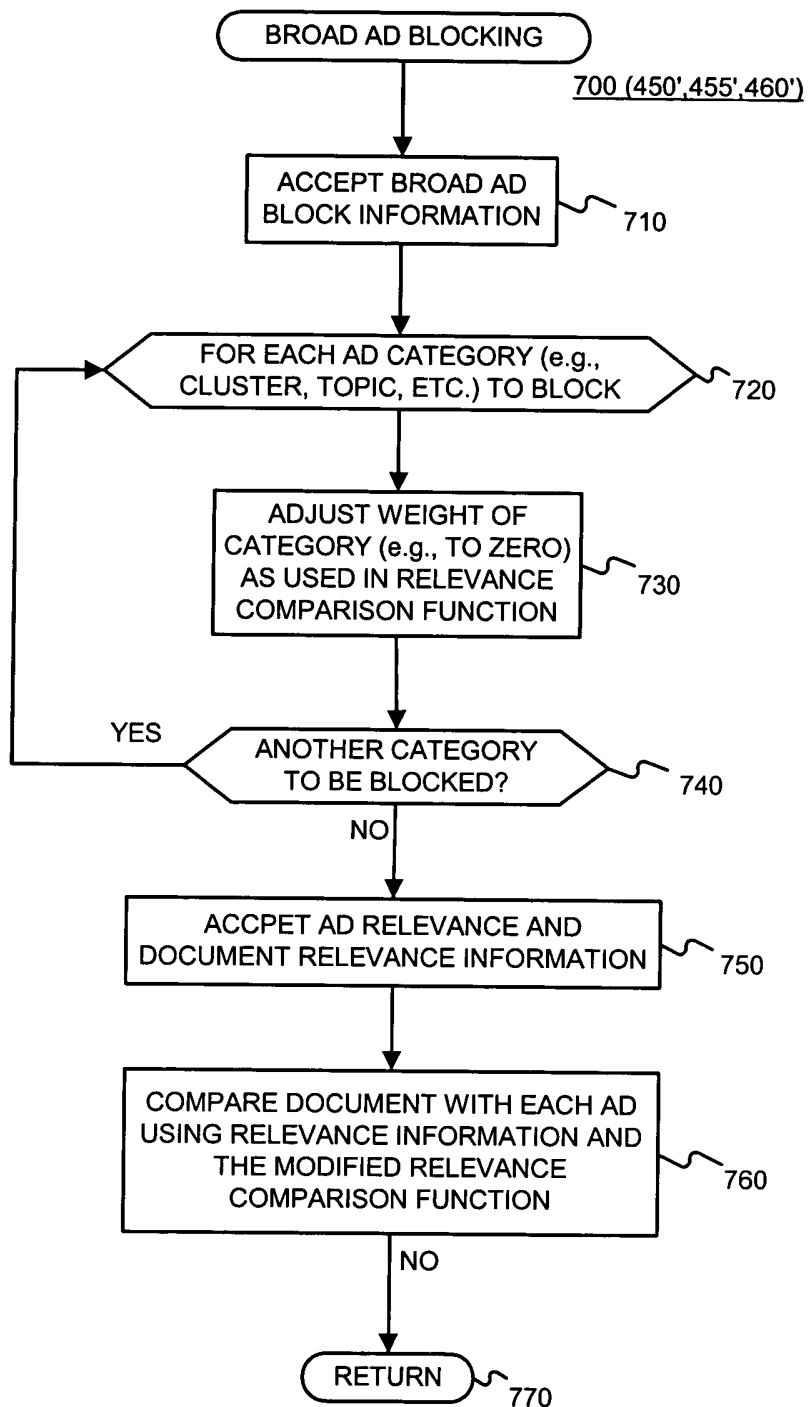 BROAD AD BLOCKING
700 (450',455',460')
ACCEPT BROAD AD
BLOCK INFORMATION
710
FOR EACH AD CATEGORY (e.g.,
CLUSTER, TOPIC, ETC.) TO BLOCK
720
ADJUST WEIGHT OF
CATEGORY (e.g., TO ZERO)
AS USED IN RELEVANCE
COMPARISON FUNCTION
730
YES
ANOTHER CATEGORY
TO BE BLOCKED?
740
NO
ACCPET AD RELEVANCE AND
DOCUMENT RELEVANCE INFORMATION
750
COMPARE DOCUMENT WITH EACH AD
USING RELEVANCE INFORMATION AND
THE MODIFIED RELEVANCE
COMPARISON FUNCTION
760
NO
RETURN
770